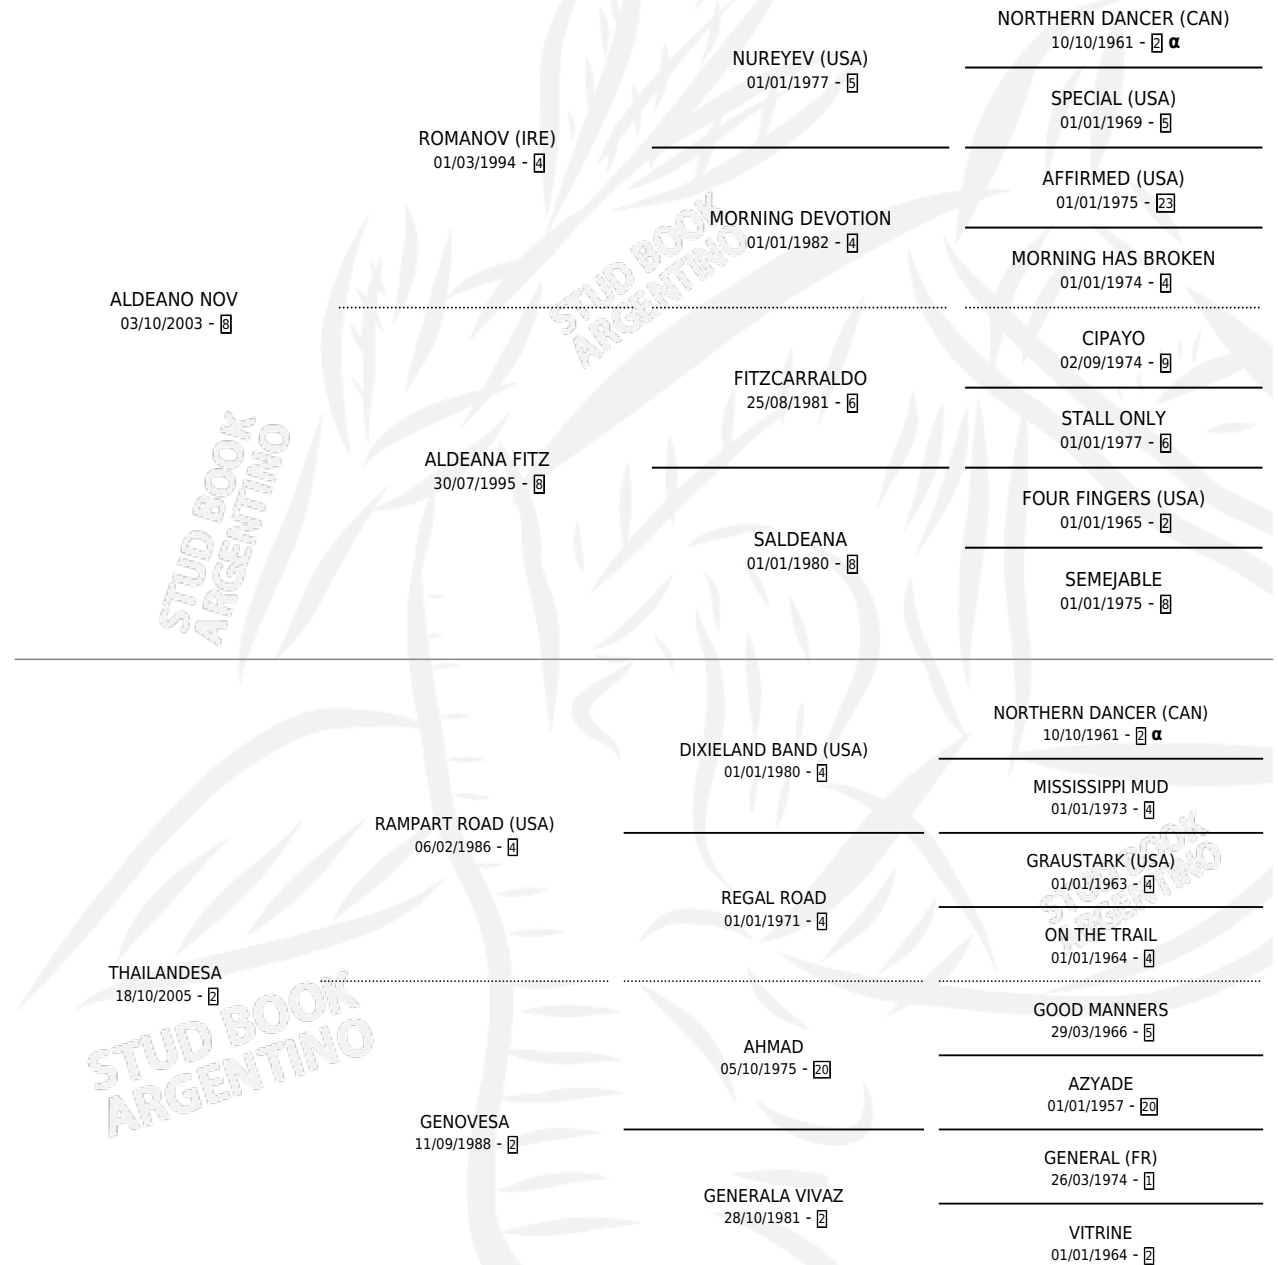 NORTHERN DANCER (CAN)
10/10/1961 - 2 α
NUREYEV (USA)
01/01/1977 - 5
SPECIAL (USA)
01/01/1969 - 5
ROMANOV (IRE)
01/03/1994 - 4
AFFIRMED (USA)
01/01/1975 - 23
MORNING DEVOTION
01/01/1982 - 4
MORNING HAS BROKEN
01/01/1974 - 4
ALDEANO NOV
03/10/2003 - 8
CIPAYO
02/09/1974 - 9
FITZCARRALDO
25/08/1981 - 6
STALL ONLY
01/01/1977 - 6
ALDEANA FITZ
30/07/1995 - 8
FOUR FINGERS (USA)
01/01/1965 - 2
SALDEANA
01/01/1980 - 8
SEMEJABLE
01/01/1975 - 8
NORTHERN DANCER (CAN)
10/10/1961 - 2 α
DIXIELAND BAND (USA)
01/01/1980 - 4
MISSISSIPPI MUD
01/01/1973 - 4
RAMPART ROAD (USA)
06/02/1986 - 4
GRAUSTARK (USA)
01/01/1963 - 4
REGAL ROAD
01/01/1971 - 4
ON THE TRAIL
01/01/1964 - 4
THAILANDESA
18/10/2005 - 2
GOOD MANNERS
29/03/1966 - 5
AHMAD
05/10/1975 - 20
AZYADE
01/01/1957 - 20
GENOVESA
11/09/1988 - 2
GENERAL (FR)
26/03/1974 - 1
GENERALA VIVAZ
28/10/1981 - 2
VITRINE
01/01/1964 - 2
STUD BOOK
ARGENTINO
STUD BOOK
ARGENTINO
STUD BOOK
ARGENTINO
STUD BOOK
ARGENTINO